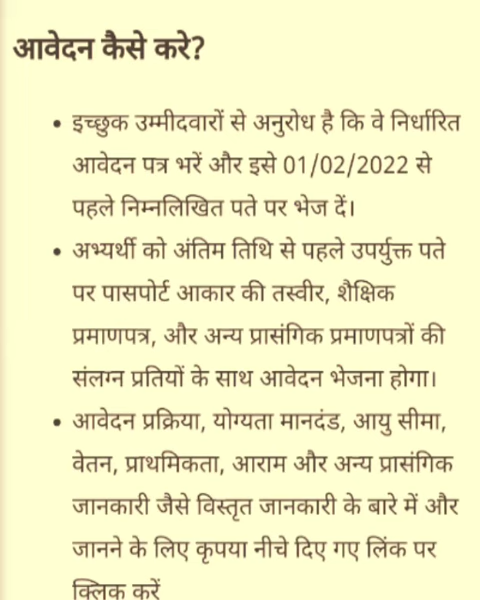 आवेदन कैसे करे?
• इच्छुक उम्मीदवारों से अनुरोध है कि वे निर्धारित
आवेदन पत्र भरें और इसे 01/02/2022 से
पहले निम्नलिखित पते पर भेज दें।
• अभ्यर्थी को अंतिम तिथि से पहले उपर्युक्त पते
पर पासपोर्ट आकार की तस्वीर, शैक्षिक
प्रमाणपत्र, और अन्य प्रासंगिक प्रमाणपत्रों की
संलग्न प्रतियों के साथ आवेदन भेजना होगा।
• आवेदन प्रक्रिया, योग्यता मानदंड, आयु सीमा,
वेतन, प्राथमिकता, आराम और अन्य प्रासंगिक
जानकारी जैसे विस्तृत जानकारी के बारे में और
जानने के लिए कृपया नीचे दिए गए लिंक पर
क्लिक करें